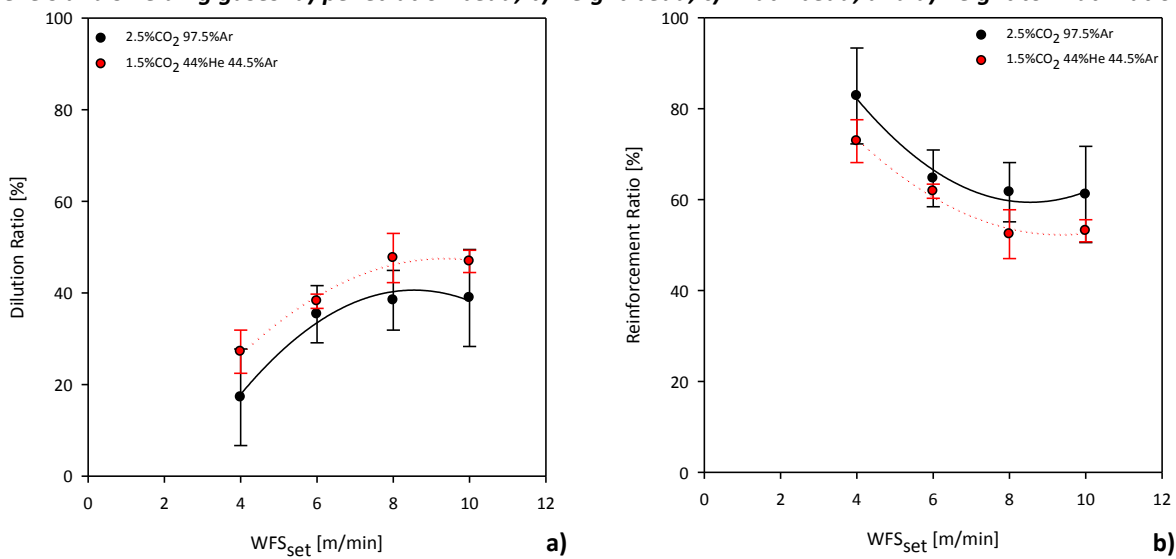 2.5%CO2 97.5%Ar
1.5%CO2 44%He 44.5%Ar
100
80
60
40
20
0
Dilution Ratio [%]
0 2 4 6 8 10 12
WFSset [m/min]
a)
2.5%CO2 97.5%Ar
1.5%CO2 44%He 44.5%Ar
100
80
60
40
20
0
Reinforcement Ratio [%]
0 2 4 6 8 10 12
WFSset [m/min]
b)